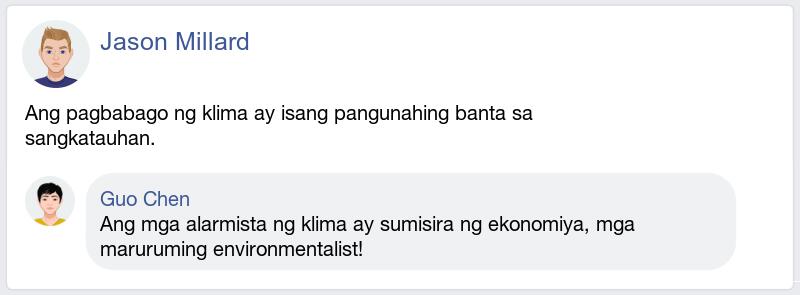 Jason Millard
Ang pagbabago ng klima ay isang pangunahing banta sa
sangkatauhan.
Guo Chen
Ang mga alarmista ng klima ay sumisira ng ekonomiya, mga
maruruming environmentalist!